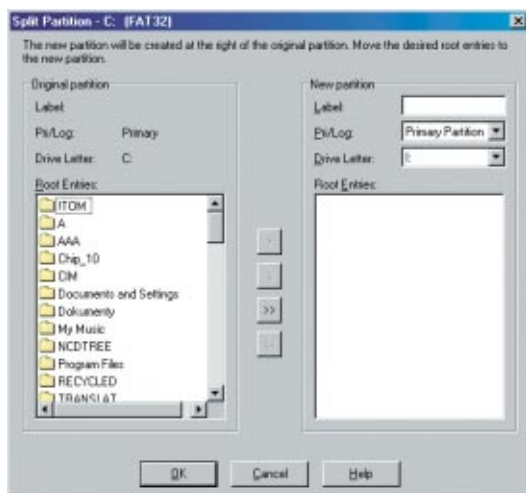 Split Partition - C: (FAT32)
The new partition will be created at the right of the original partition. Move the desired root entries to
the new partition.
Original partition
Label:
Pri/Log: Primary
Drive Letter: C:
Root Entries:
ITOM
A
AAA
Chip_10
CIM
Documents and Settings
Dokumenty
My Music
NCDTREE
Program Files
RECYCLED
TRANSLAT
>>
New partition
Label:
Pri/Log: Primary Partition
Drive Letter:
Root Entries:
OK
Cancel
Help